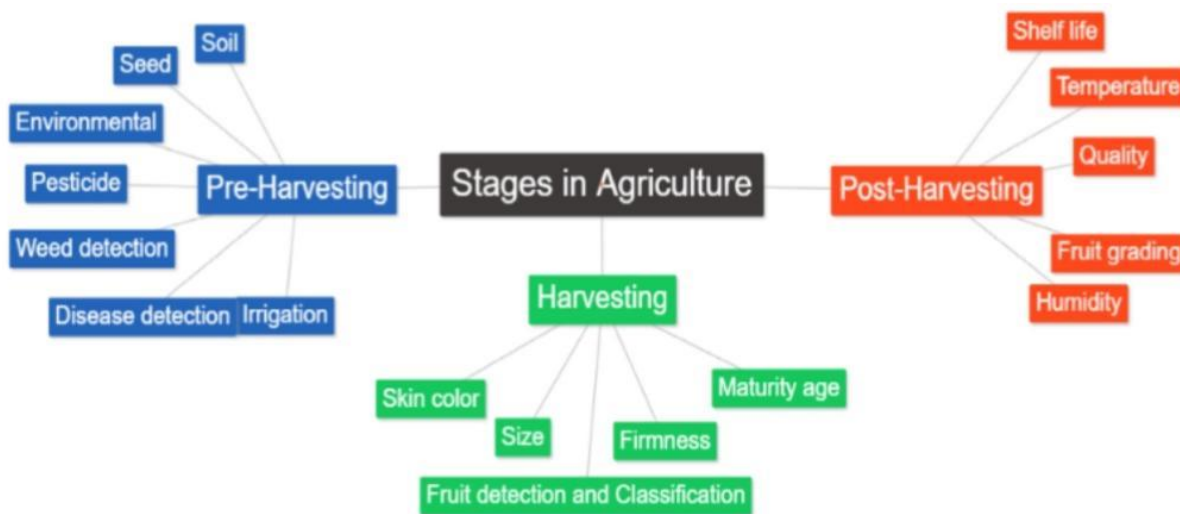 Stages in Agriculture
Pre-Harvesting
Soil
Seed
Environmental
Pesticide
Weed detection
Disease detection
Irrigation
Harvesting
Skin color
Size
Fruit detection and Classification
Firmness
Maturity age
Post-Harvesting
Shelf life
Temperature
Quality
Fruit grading
Humidity